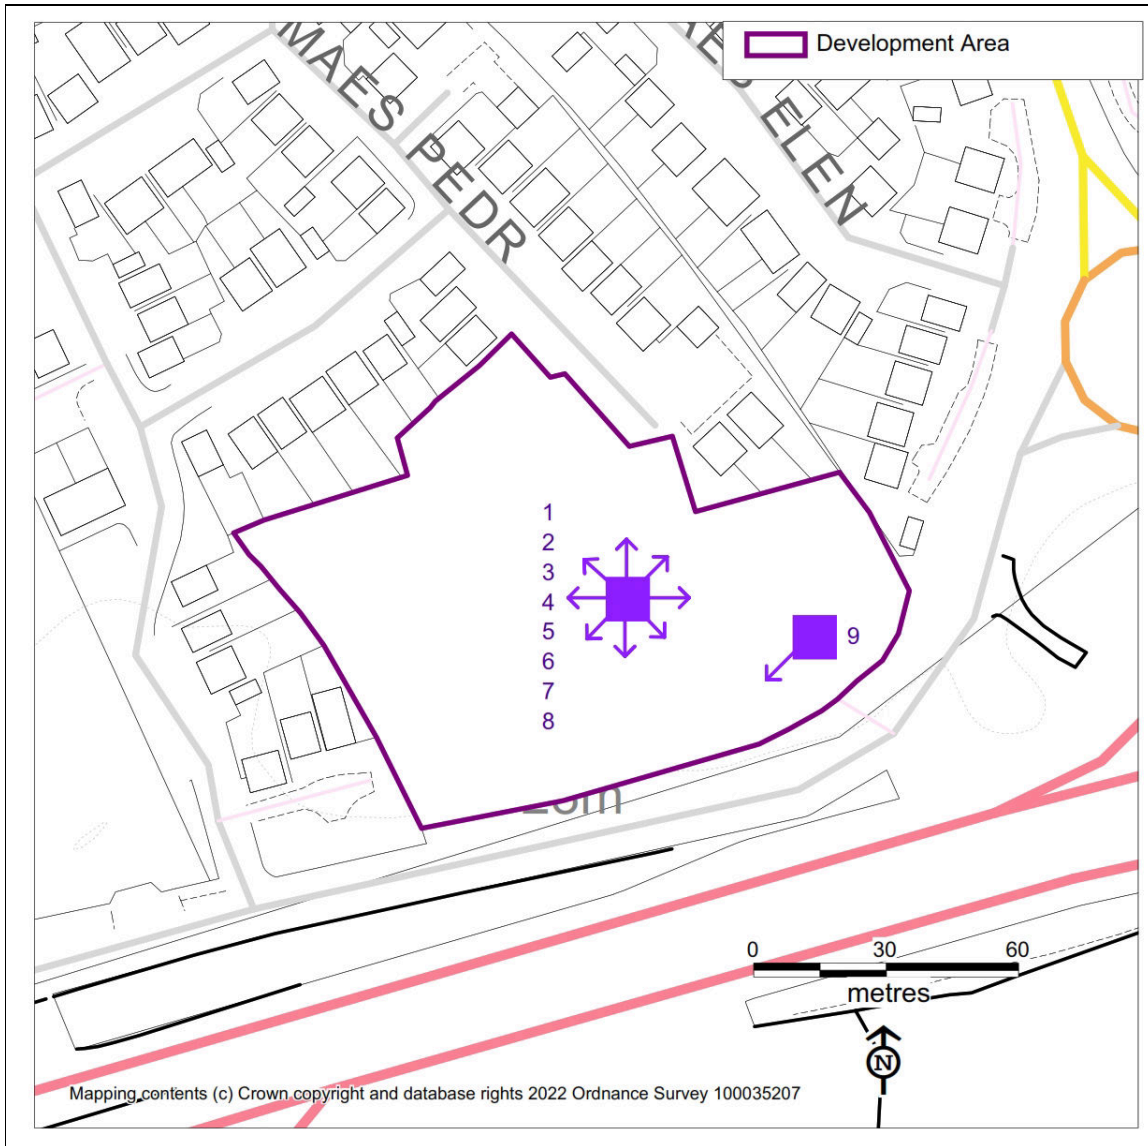 Development Area
MAES PEDR
ELEN
1
2
3
4
5
6
7
8
9
0 30 60
metres
N
Mapping contents (c) Crown copyright and database rights 2022 Ordnance Survey 100035207